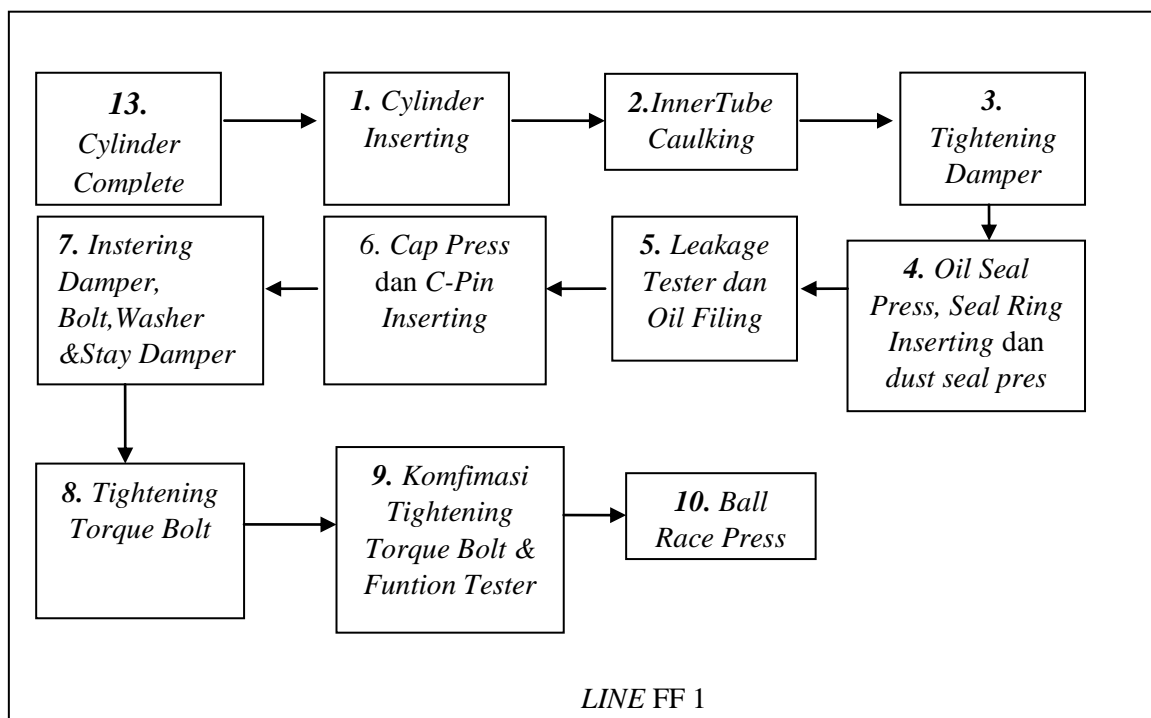 13.
Cylinder
Complete
1. Cylinder
Inserting
2.InnerTube
Caulking
3.
Tightening
Damper
7. Instering
Damper,
Bolt,Washer
&Stay Damper
6. Cap Press
dan C-Pin
Inserting
5. Leakage
Tester dan
Oil Filing
4. Oil Seal
Press, Seal Ring
Inserting dan
dust seal pres
8. Tightening
Torque Bolt
9. Komfimasi
Tightening
Torque Bolt &
Funtion Tester
10. Ball
Race Press
LINE FF 1